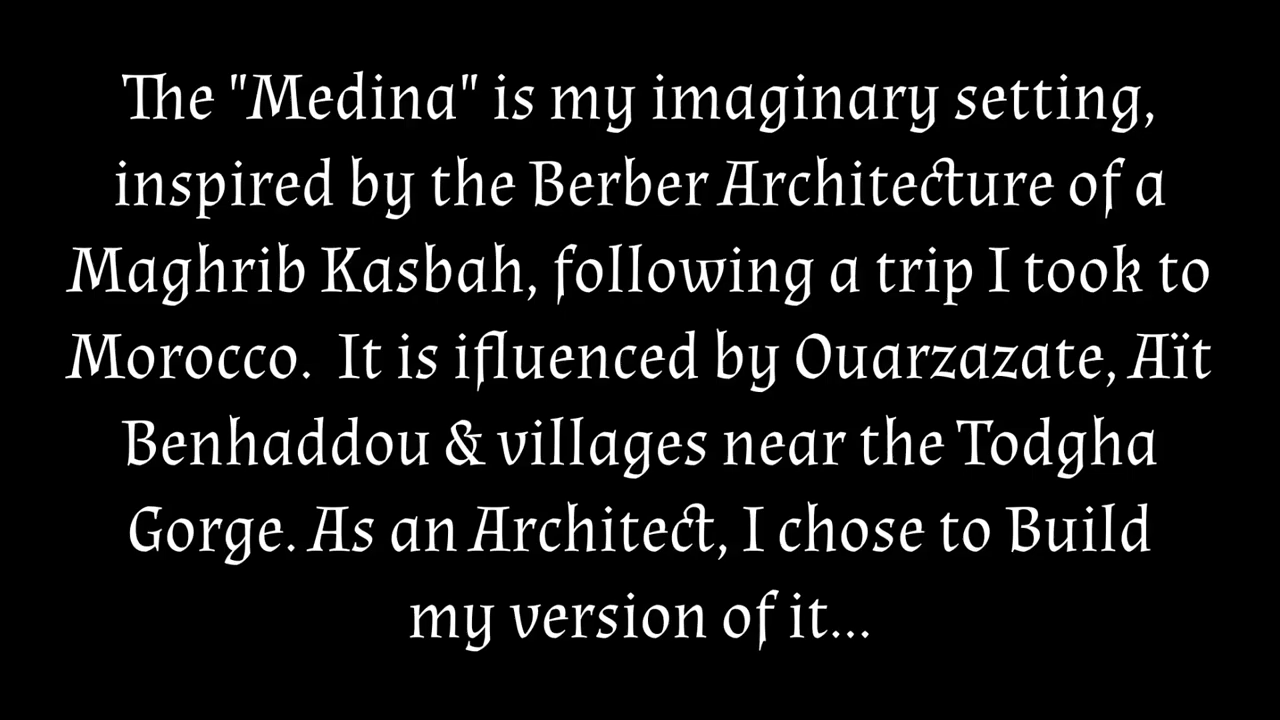 The "Medina" is my imaginary setting,
inspired by the Berber Architecture of a
Maghrib Kasbah, following a trip I took to
Morocco.  It is ifluenced by Ouarzazate, Aït
Benhaddou & villages near the Todgha
Gorge. As an Architect, I chose to Build
my version of it...